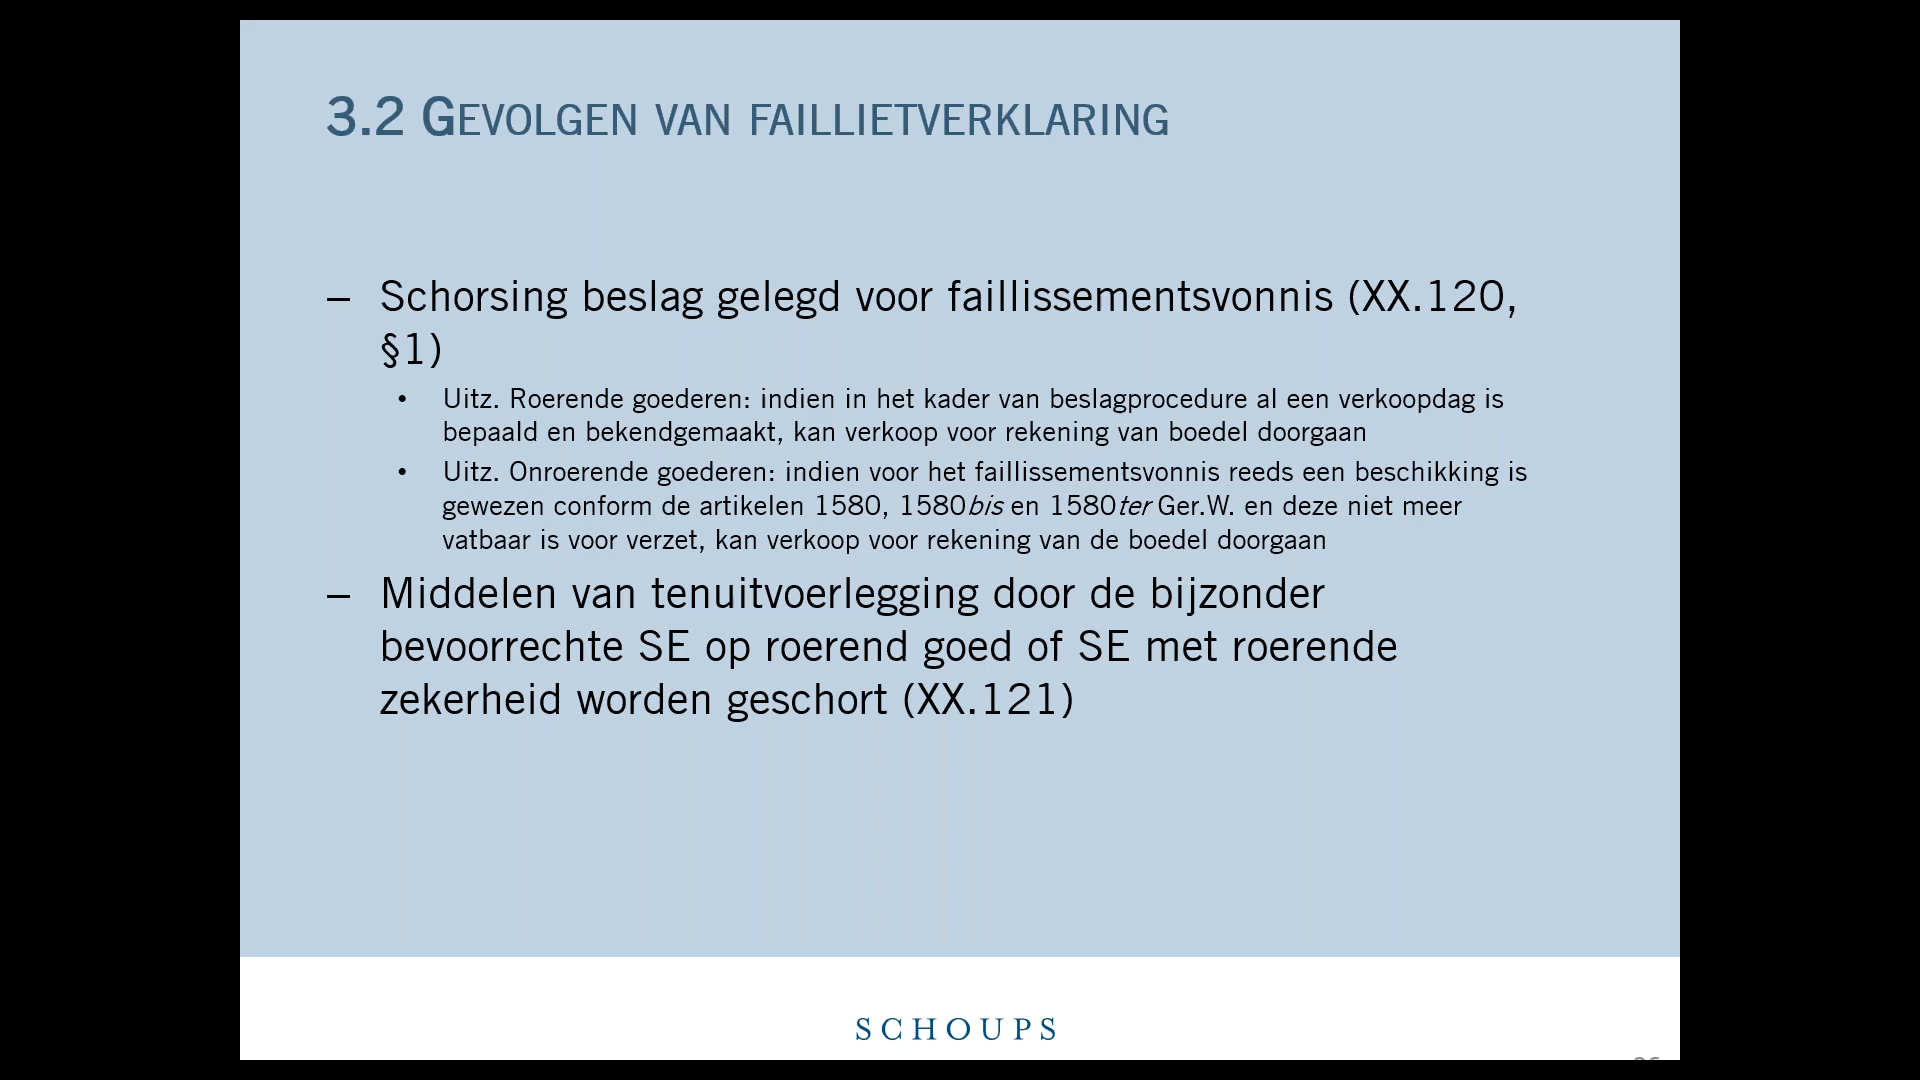 3.2 GEVOLGEN VAN FAILLIETVERKLARING
– Schorsing beslag gelegd voor faillissementsvonnis (XX.120,
§1)
• Uitz. Roerende goederen: indien in het kader van beslagprocedure al een verkoopdag is
bepaald en bekendgemaakt, kan verkoop voor rekening van boedel doorgaan
• Uitz. Onroerende goederen: indien voor het faillissementsvonnis reeds een beschikking is
gewezen conform de artikelen 1580, 1580bis en 1580ter Ger.W. en deze niet meer
vatbaar is voor verzet, kan verkoop voor rekening van de boedel doorgaan
– Middelen van tenuitvoerlegging door de bijzonder
bevoorrechte SE op roerend goed of SE met roerende
zekerheid worden geschort (XX.121)
SCHOUPS